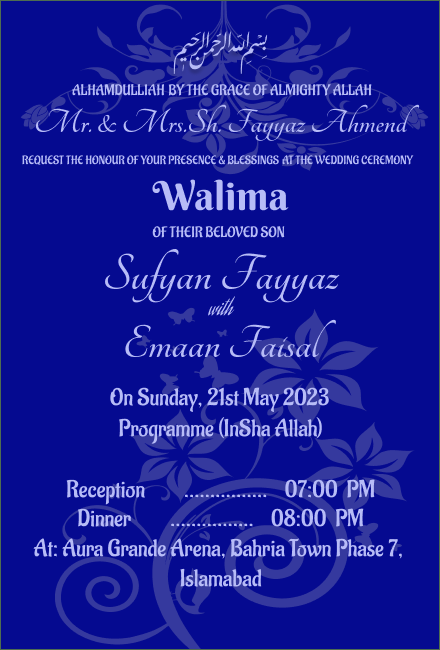 بسم الله الرحمن الرحيم
ALHAMDULLIAH BY THE GRACE OF ALMIGHTY ALLAH
Mr. & Mrs.Sh. Fayyaz Ahmend
REQUEST THE HONOUR OF YOUR PRESENCE & BLESSINGS AT THE WEDDING CEREMONY
Walima
OF THEIR BELOVED SON
Sufyan Fayyaz
with
Emaan Faisal
On Sunday, 21st May 2023
Programme (InSha Allah)
Reception ................ 07:00 PM
Dinner ................ 08:00 PM
At: Aura Grande Arena, Bahria Town Phase 7,
Islamabad